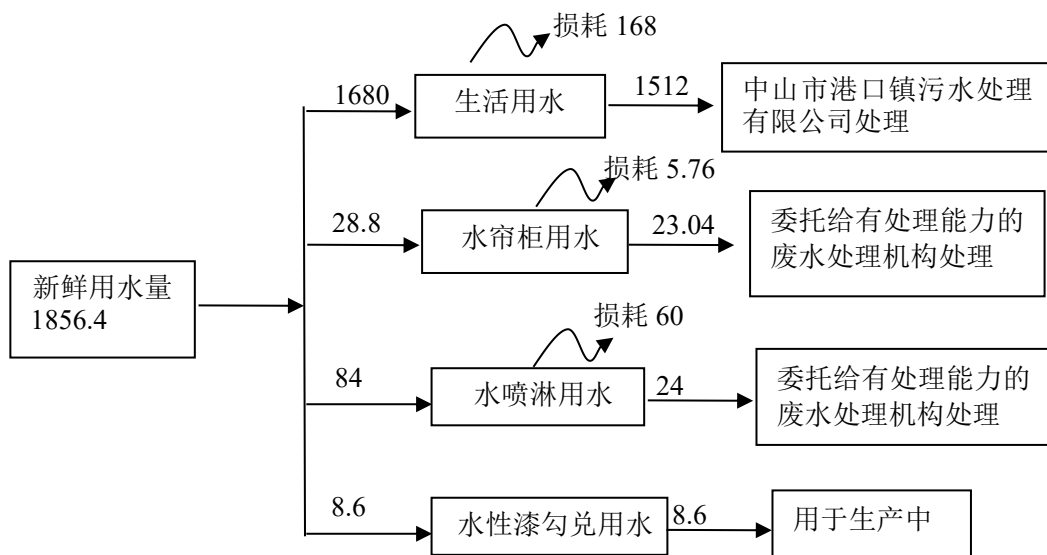 损耗 168
1680
生活用水
1512
中山市港口镇污水处理
有限公司处理
损耗 5.76
28.8
水帘柜用水
23.04
委托给有处理能力的
废水处理机构处理
新鲜用水量
1856.4
损耗 60
84
水喷淋用水
24
委托给有处理能力的
废水处理机构处理
8.6
水性漆勾兑用水
8.6
用于生产中